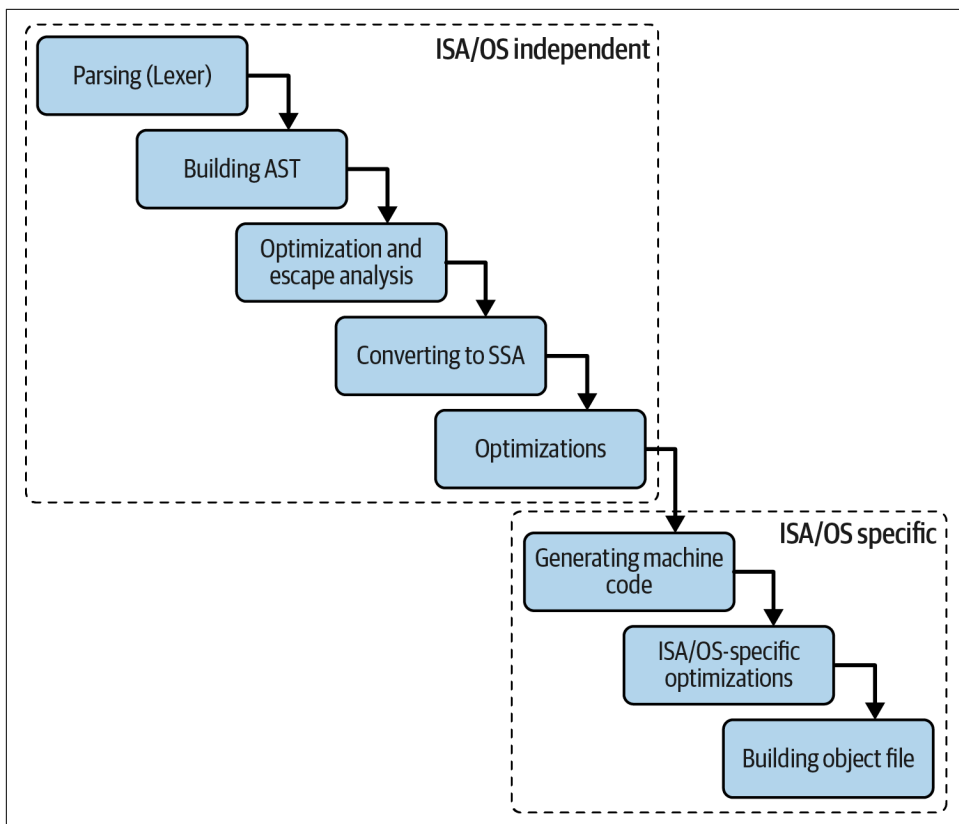 ISA/OS independent
Parsing (Lexer)
Building AST
Optimization and
escape analysis
Converting to SSA
Optimizations
ISA/OS specific
Generating machine
code
ISA/OS-specific
optimizations
Building object file